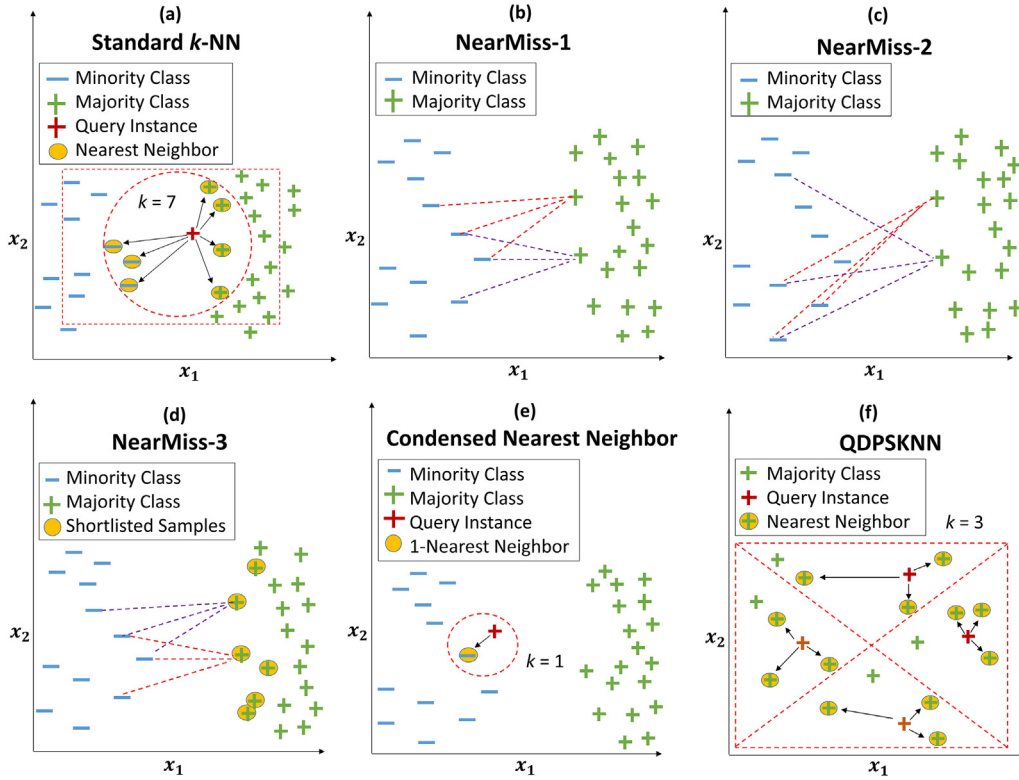 (a)
Standard k-NN
Minority Class
Majority Class
Query Instance
Nearest Neighbor
k = 7
x₂
x₁
(b)
NearMiss-1
Minority Class
Majority Class
x₂
x₁
(c)
NearMiss-2
Minority Class
Majority Class
x₂
x₁
(d)
NearMiss-3
Minority Class
Majority Class
Shortlisted Samples
x₂
x₁
(e)
Condensed Nearest Neighbor
Minority Class
Majority Class
Query Instance
1-Nearest Neighbor
k = 1
x₂
x₁
(f)
QDPSKNN
Majority Class
Query Instance
Nearest Neighbor
k = 3
x₂
x₁